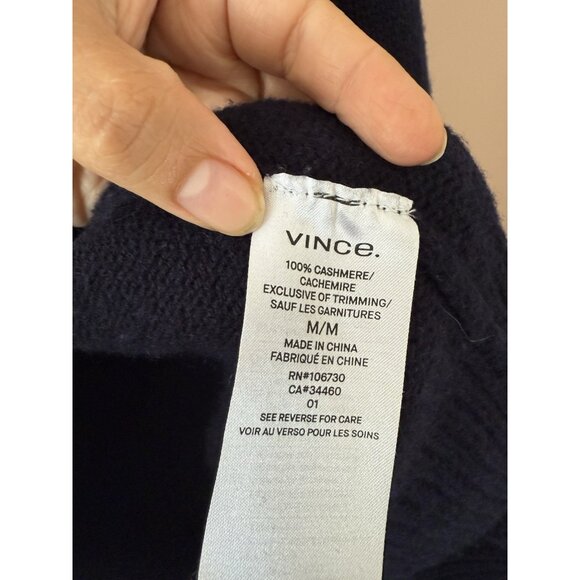 VINCE.
100% CASHMERE/
CACHEMIRE
EXCLUSIVE OF TRIMMING/
SAUF LES GARNITURES
M/M
MADE IN CHINA
FABRIQUÉ EN CHINE
RN#106730
CA#34460
01
SEE REVERSE FOR CARE
VOIR AU VERSO POUR LES SOINS